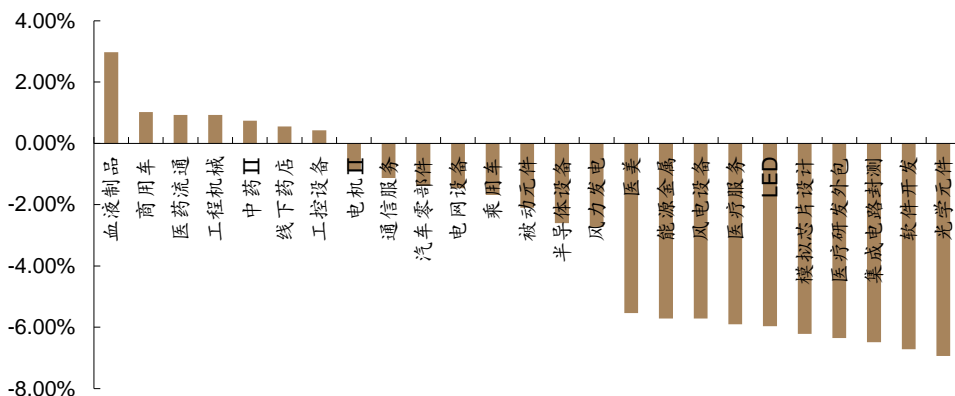 4.00%
2.00%
0.00%
-2.00%
-4.00%
-6.00%
-8.00%
血液制品
商用车
医药流通
工程机械
中药Ⅱ
线下药店
工控设备
电机Ⅱ
通信服务
汽车零部件
电网设备
乘用车
被动元件
半导体设备
风力发电
医美
能源金属
风电设备
医疗服务
LED
模拟芯片设计
医疗研发外包
集成电路封测
软件开发
光学元件